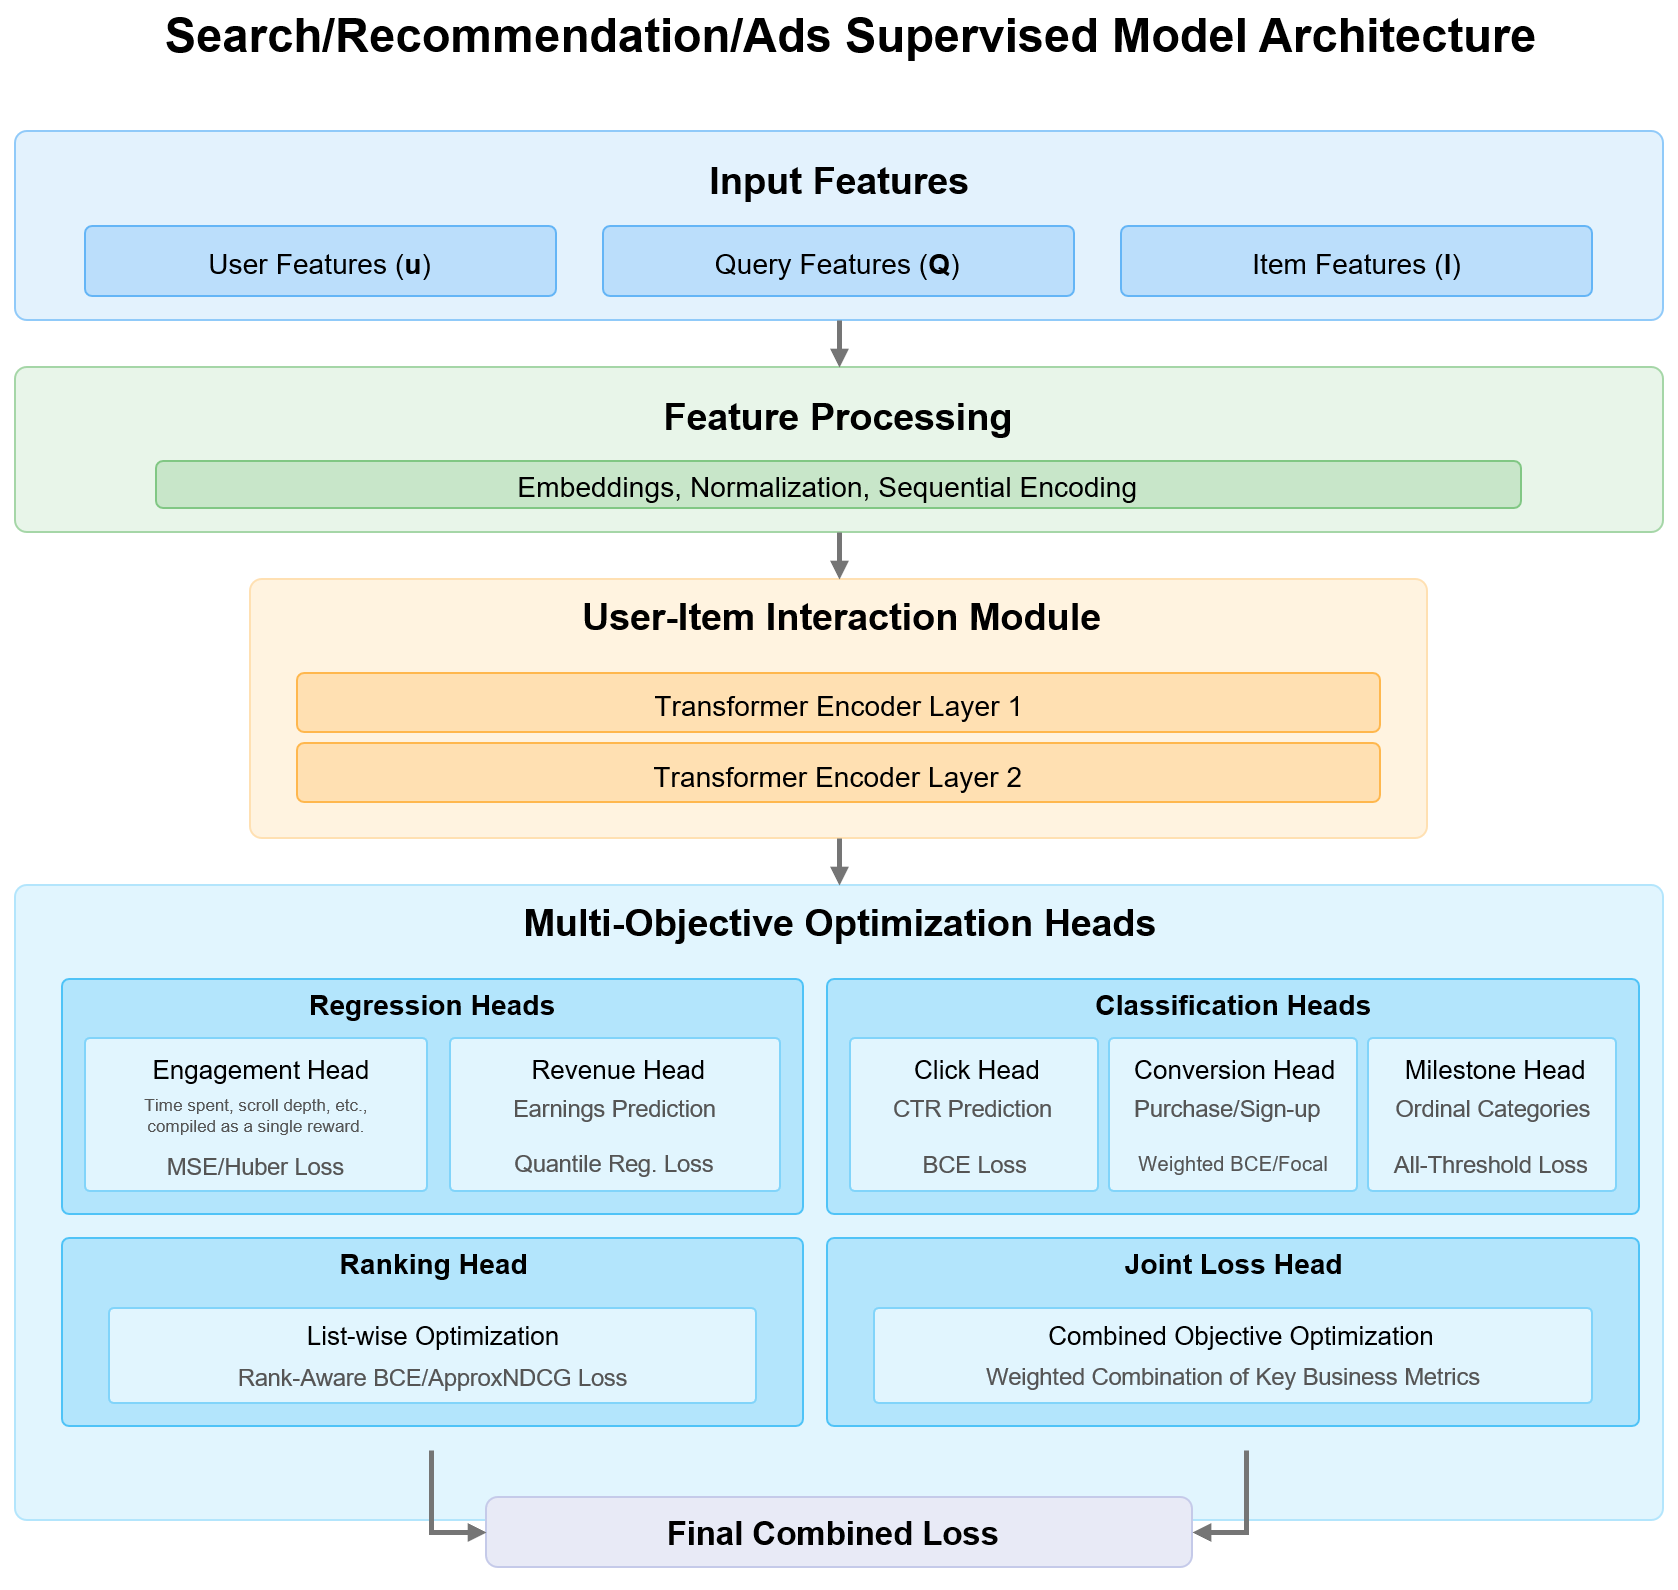 Search/Recommendation/Ads Supervised Model Architecture
Input Features
User Features (u)
Query Features (Q)
Item Features (I)
Feature Processing
Embeddings, Normalization, Sequential Encoding
User-Item Interaction Module
Transformer Encoder Layer 1
Transformer Encoder Layer 2
Multi-Objective Optimization Heads
Regression Heads
Engagement Head
Time spent, scroll depth, etc.,
compiled as a single reward.
MSE/Huber Loss
Revenue Head
Earnings Prediction
Quantile Reg. Loss
Classification Heads
Click Head
CTR Prediction
BCE Loss
Conversion Head
Purchase/Sign-up
Weighted BCE/Focal
Milestone Head
Ordinal Categories
All-Threshold Loss
Ranking Head
List-wise Optimization
Rank-Aware BCE/ApproxNDCG Loss
Joint Loss Head
Combined Objective Optimization
Weighted Combination of Key Business Metrics
Final Combined Loss